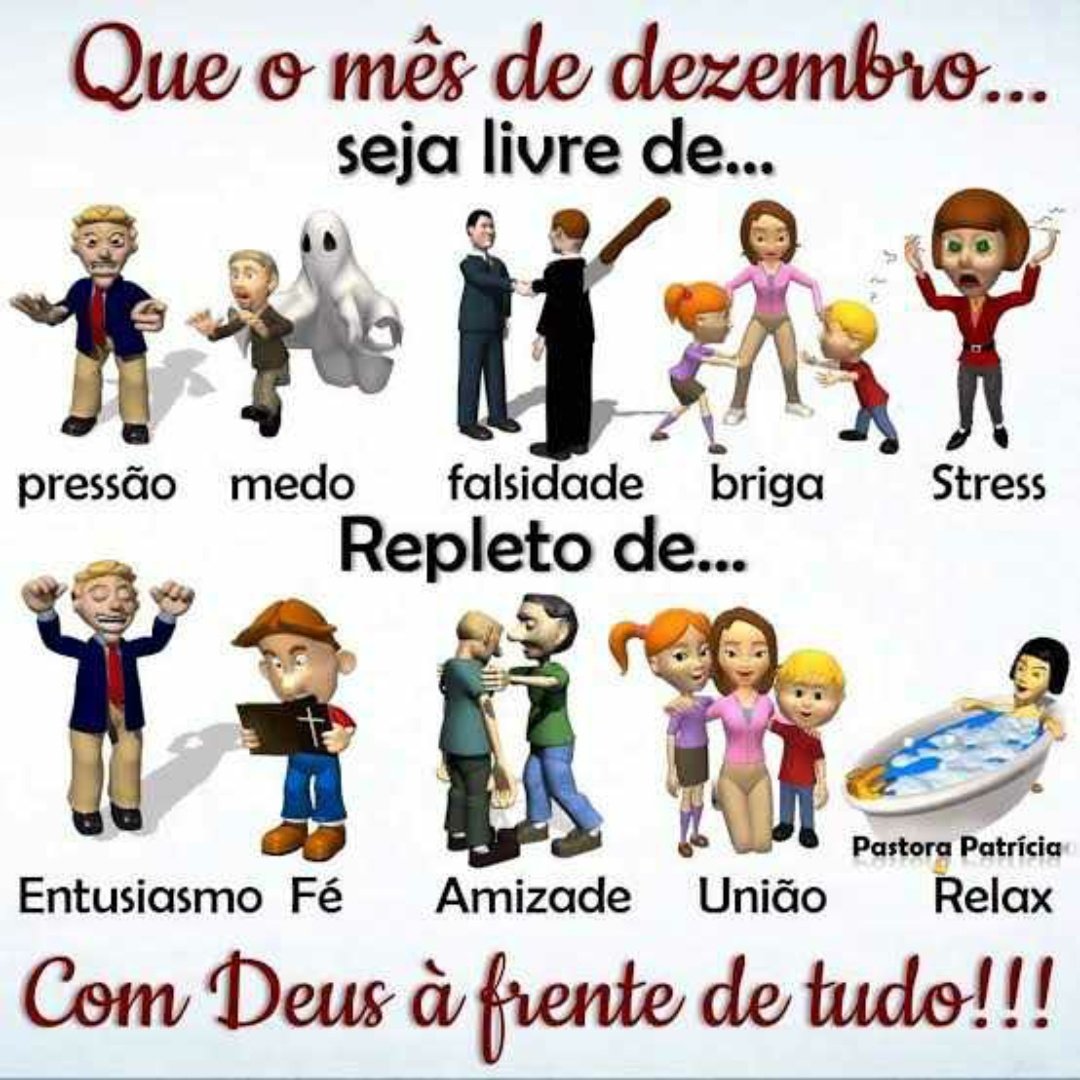 Que o mês de dezembro...
seja livre de...
pressão medo falsidade briga Stress
Repleto de...
Pastora Patrícia
Entusiasmo Fé Amizade União Relax
Com Deus à frente de tudo!!!